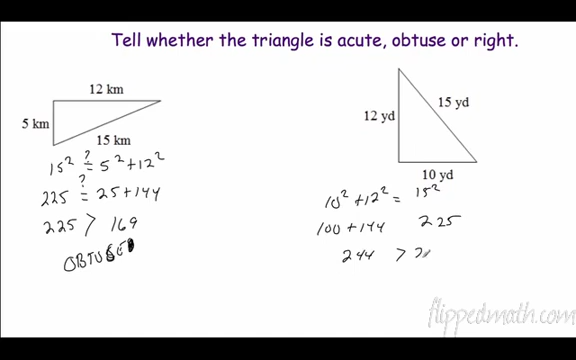 Tell whether the triangle is acute, obtuse or right.
12 km
5 km
15 km
15² ?= 5² + 12²
225 ?= 25 + 144
225 > 169
OBTUSE
12 yd
15 yd
10 yd
10² + 12² = 15²
100 + 144 225
244 > 2
flippedmath.com